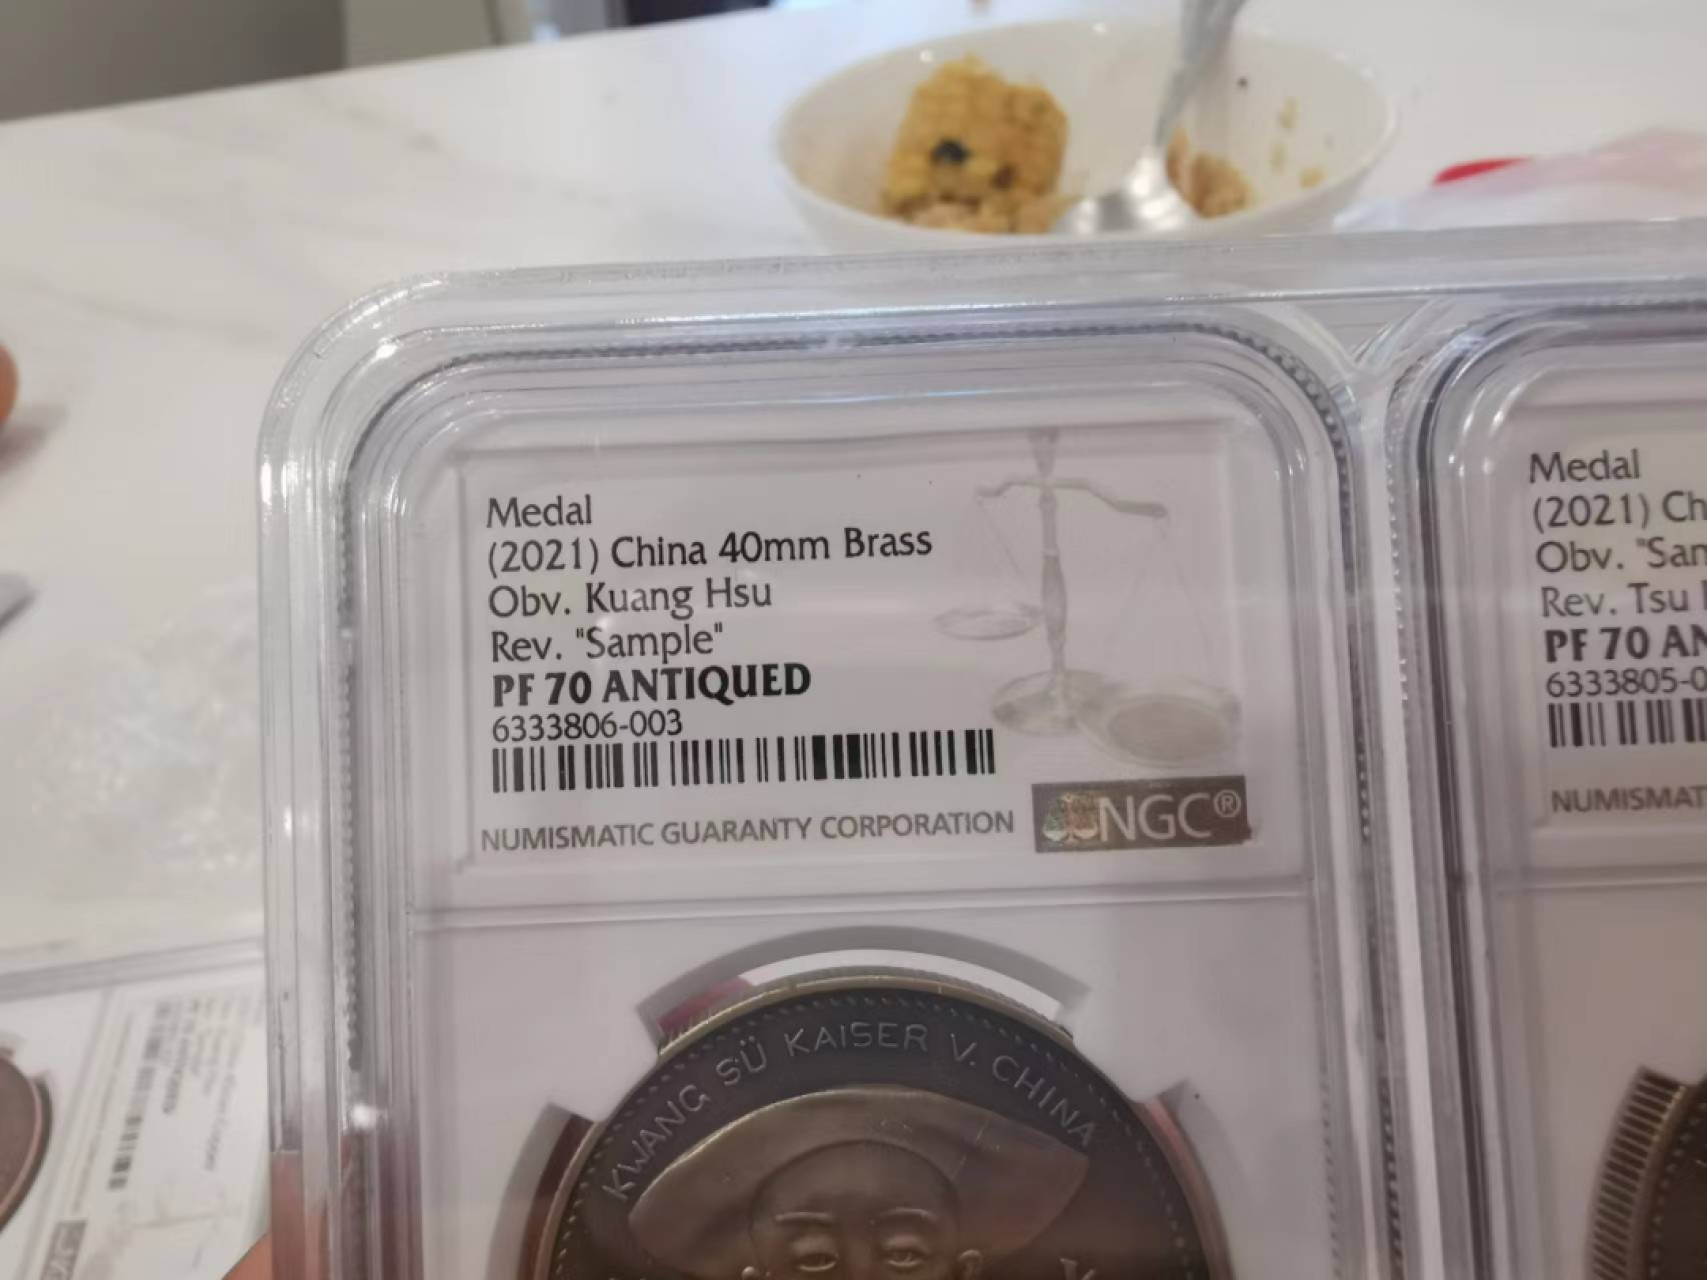 Medal
(2021) China 40mm Brass
Obv. Kuang Hsu
Rev. "Sample"
PF 70 ANTIQUED
6333806-003
NUMISMATIC GUARANTY CORPORATION
NGC®
KWANG SÜ KAISER V. CHINA
Medal
(2021) Ch
Obv. "San
Rev. Tsu
PF 70 AN
6333805-0
NUMISMAT